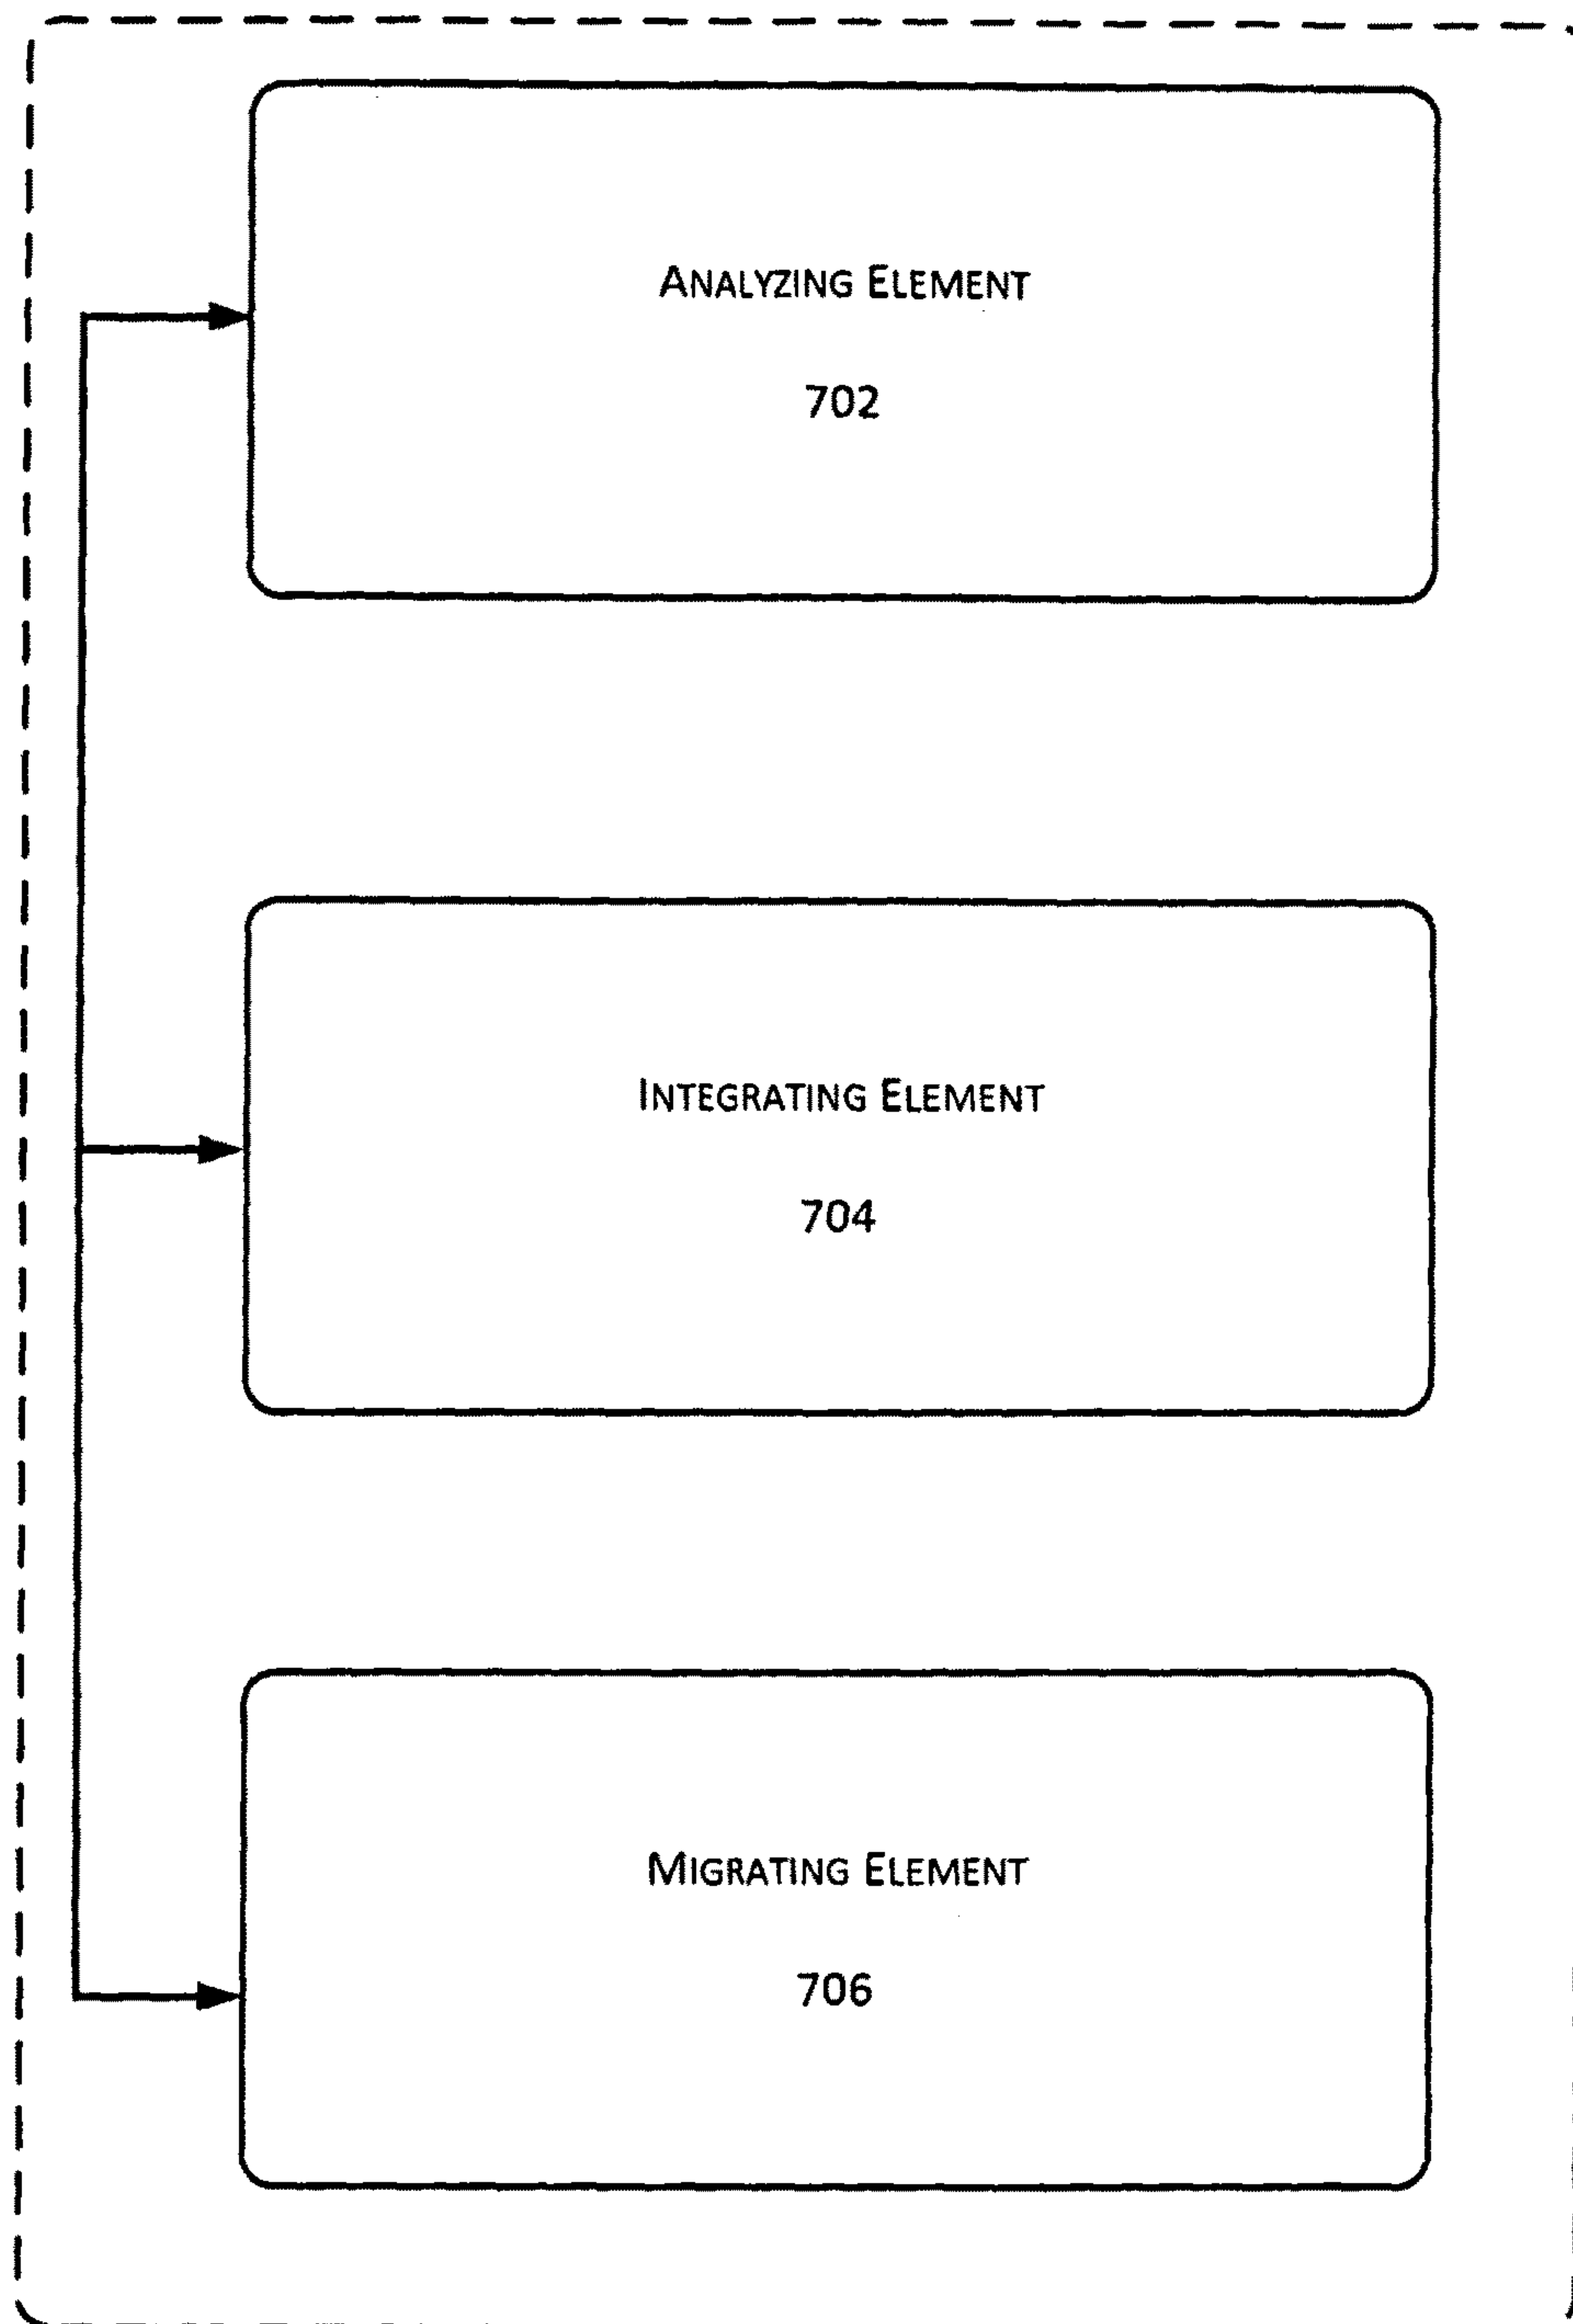 ANALYZING ELEMENT
702
INTEGRATING ELEMENT
704
MIGRATING ELEMENT
706